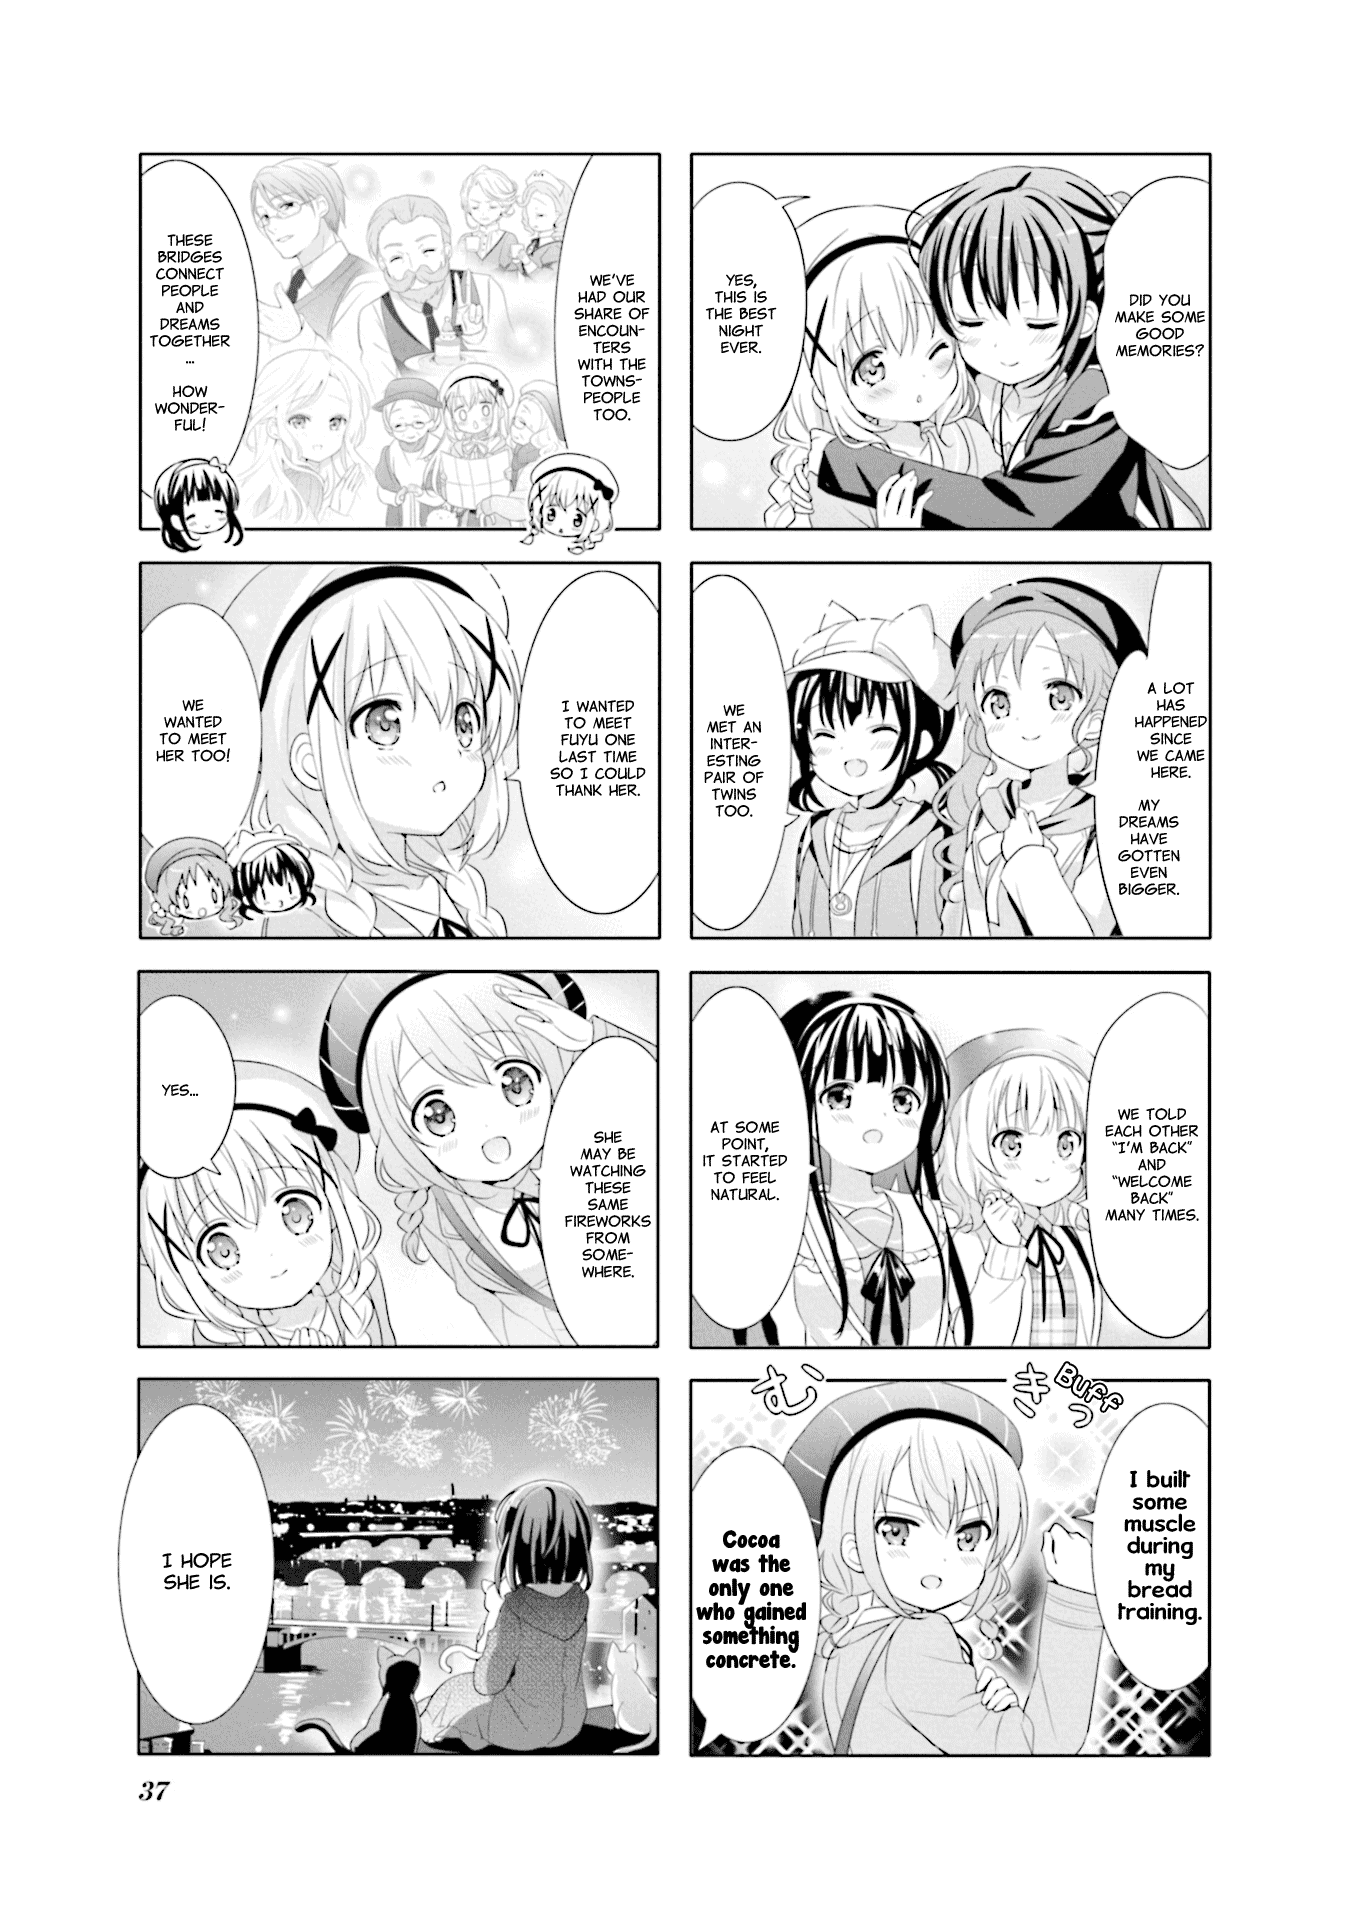 DID YOU
MAKE SOME
GOOD
MEMORIES?
YES,
THIS IS
THE BEST
NIGHT
EVER.
A LOT
HAS
HAPPENED
SINCE
WE CAME
HERE.
MY
DREAMS
HAVE
GOTTEN
EVEN
BIGGER.
WE
MET AN
INTER-
ESTING
PAIR OF
TWINS
TOO.
WE TOLD
EACH OTHER
"I'M BACK"
AND
"WELCOME
BACK"
MANY TIMES.
AT SOME
POINT,
IT STARTED
TO FEEL
NATURAL.
む
きっ
Buff
I built
some
muscle
during
my
bread
training.
Cocoa
was the
only one
who gained
something
concrete.
WE'VE
HAD OUR
SHARE OF
ENCOUN-
TERS
WITH THE
TOWNS-
PEOPLE
TOO.
THESE
BRIDGES
CONNECT
PEOPLE
AND
DREAMS
TOGETHER
...
HOW
WONDER-
FUL!
I WANTED
TO MEET
FUYU ONE
LAST TIME
SO I COULD
THANK HER.
WE
WANTED
TO MEET
HER TOO!
SHE
MAY BE
WATCHING
THESE
SAME
FIREWORKS
FROM
SOME-
WHERE.
YES...
I HOPE
SHE IS.
37